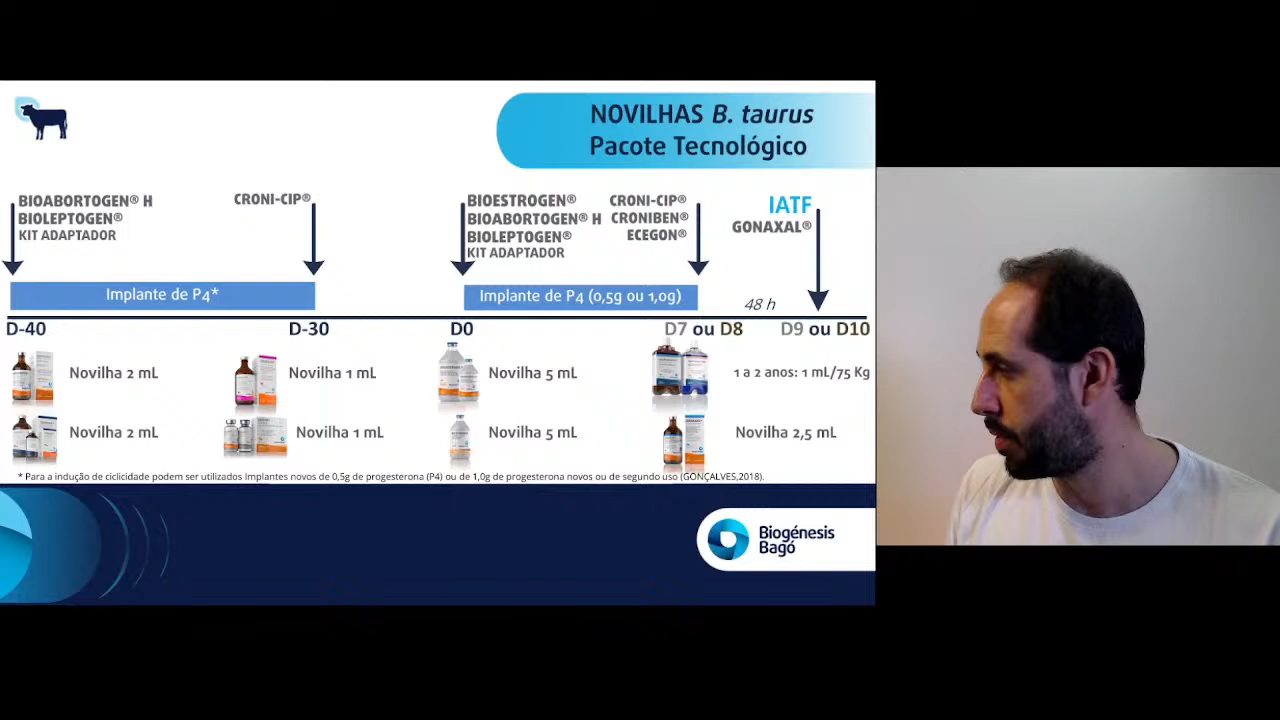 NOVILHAS B. taurus
Pacote Tecnológico
BIOABORTOGEN® H
BIOLEPTOGEN®
KIT ADAPTADOR
CRONI-CIP®
BIOESTROGEN®
BIOABORTOGEN® H
BIOLEPTOGEN®
KIT ADAPTADOR
CRONI-CIP®
CRONIBEN®
ECEGON®
IATF
GONAXAL®
Implante de P4*
Implante de P4 (0,5g ou 1,0g)
48 h
D-40
D-30
D0
D7 ou D8
D9 ou D10
Novilha 2 mL
Novilha 1 mL
Novilha 5 mL
1 a 2 anos: 1 mL/75 Kg
Novilha 2 mL
Novilha 1 mL
Novilha 5 mL
Novilha 2,5 mL
* Para a indução de ciclicidade podem ser utilizados Implantes novos de 0,5g de progesterona (P4) ou de 1,0g de progesterona novos ou de segundo uso (GONÇALVES,2018).
Biogénesis
Bagó